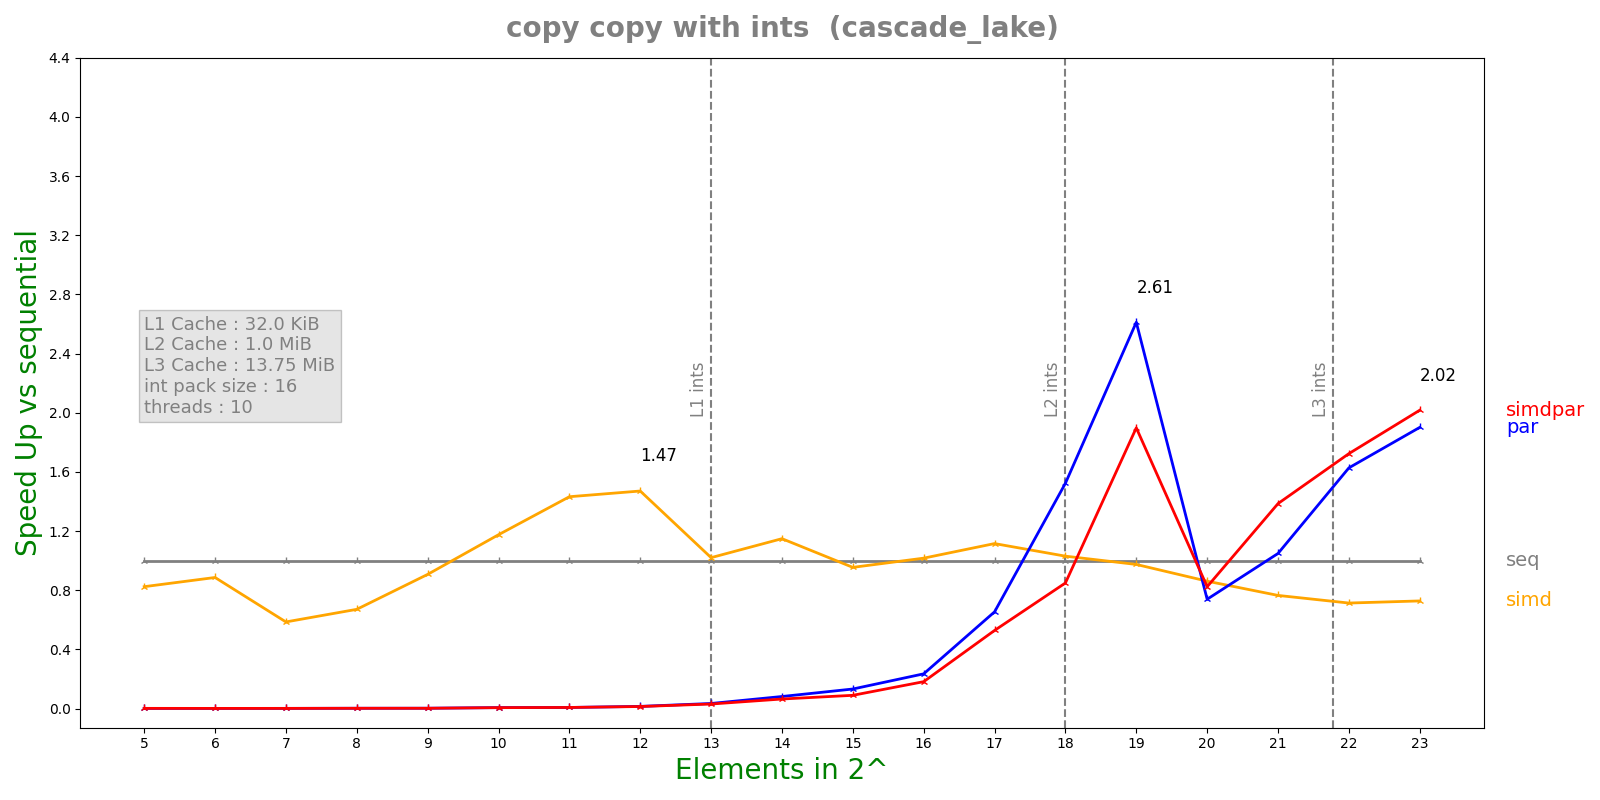 copy copy with ints (cascade_lake)
Speed Up vs sequential
4.4
4.0
3.6
3.2
2.8
2.4
2.0
1.6
1.2
0.8
0.4
0.0
L1 Cache : 32.0 KiB
L2 Cache : 1.0 MiB
L3 Cache : 13.75 MiB
int pack size : 16
threads : 10
1.47
L1 ints
L2 ints
2.61
L3 ints
2.02
simdpar
par
seq
simd
5 6 7 8 9 10 11 12 13 14 15 16 17 18 19 20 21 22 23
Elements in 2^